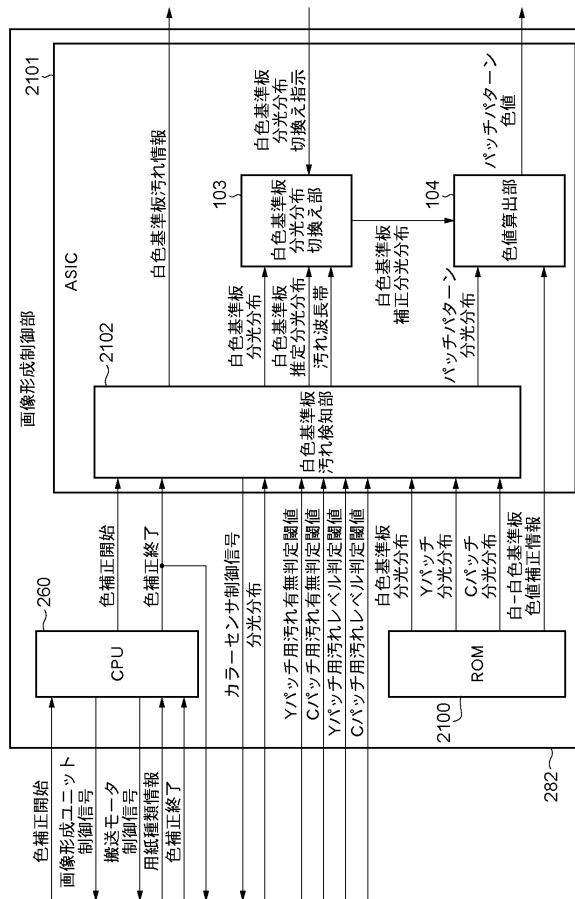 画像形成制御部
2101
ASIC
白色基準板汚れ情報
白色基準板
分光分布
切換え指示
103
白色基準板
分光分布
切換え部
パッチパターン
色値
104
色値算出部
2102
白色基準板
分光分布
白色基準板
推定分光分布
汚れ波長帯
白色基準板
補正分光分布
パッチパターン
分光分布
白色基準板
汚れ検知部
260
CPU
色補正開始
色補正終了
カラーセンサ制御信号
分光分布
Yパッチ用汚れ有無判定閾値
Cパッチ用汚れ有無判定閾値
Yパッチ用汚れレベル判定閾値
Cパッチ用汚れレベル判定閾値
白色基準板
分光分布
Yパッチ
分光分布
Cパッチ
分光分布
白-白色基準板
色値補正情報
ROM
2100
282
色補正開始
画像形成ユニット
制御信号
搬送モータ
制御信号
用紙種類情報
色補正終了